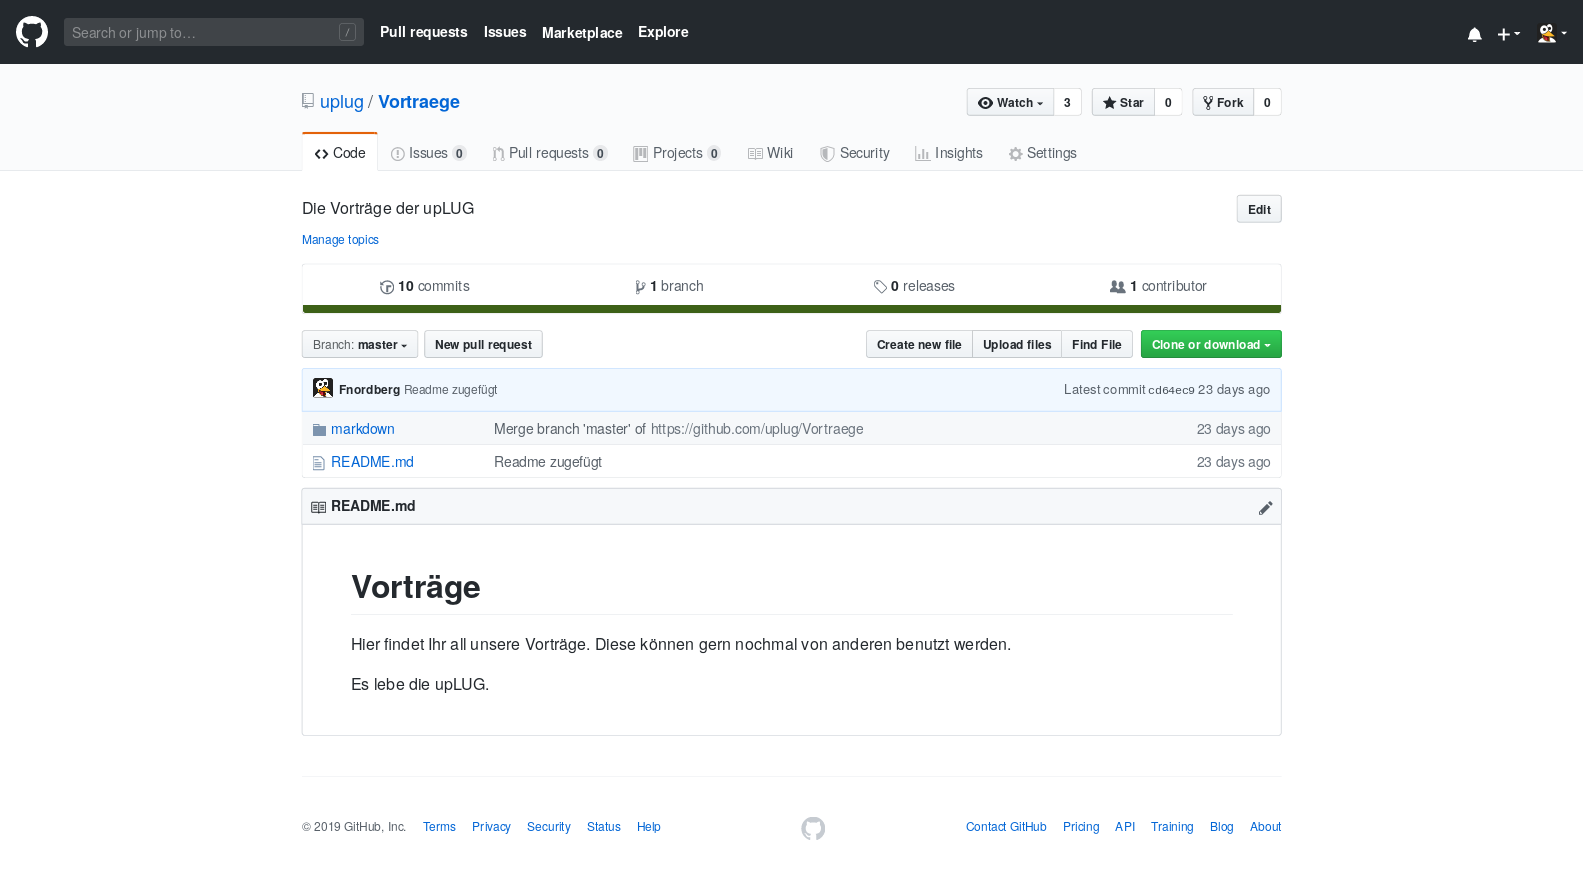 Search or jump to… /
Pull requests Issues Marketplace Explore
uplug / Vortraege
Watch 3 Star 0 Fork 0
Code Issues 0 Pull requests 0 Projects 0 Wiki Security Insights Settings
Die Vorträge der upLUG Edit
Manage topics
10 commits 1 branch 0 releases 1 contributor
Branch: master New pull request Create new file Upload files Find File Clone or download
Fnordberg Readme zugefügt Latest commit cd64ec9 23 days ago
markdown Merge branch 'master' of https://github.com/uplug/Vortraege 23 days ago
README.md Readme zugefügt 23 days ago
README.md
Vorträge
Hier findet Ihr all unsere Vorträge. Diese können gern nochmal von anderen benutzt werden.
Es lebe die upLUG.
© 2019 GitHub, Inc. Terms Privacy Security Status Help Contact GitHub Pricing API Training Blog About